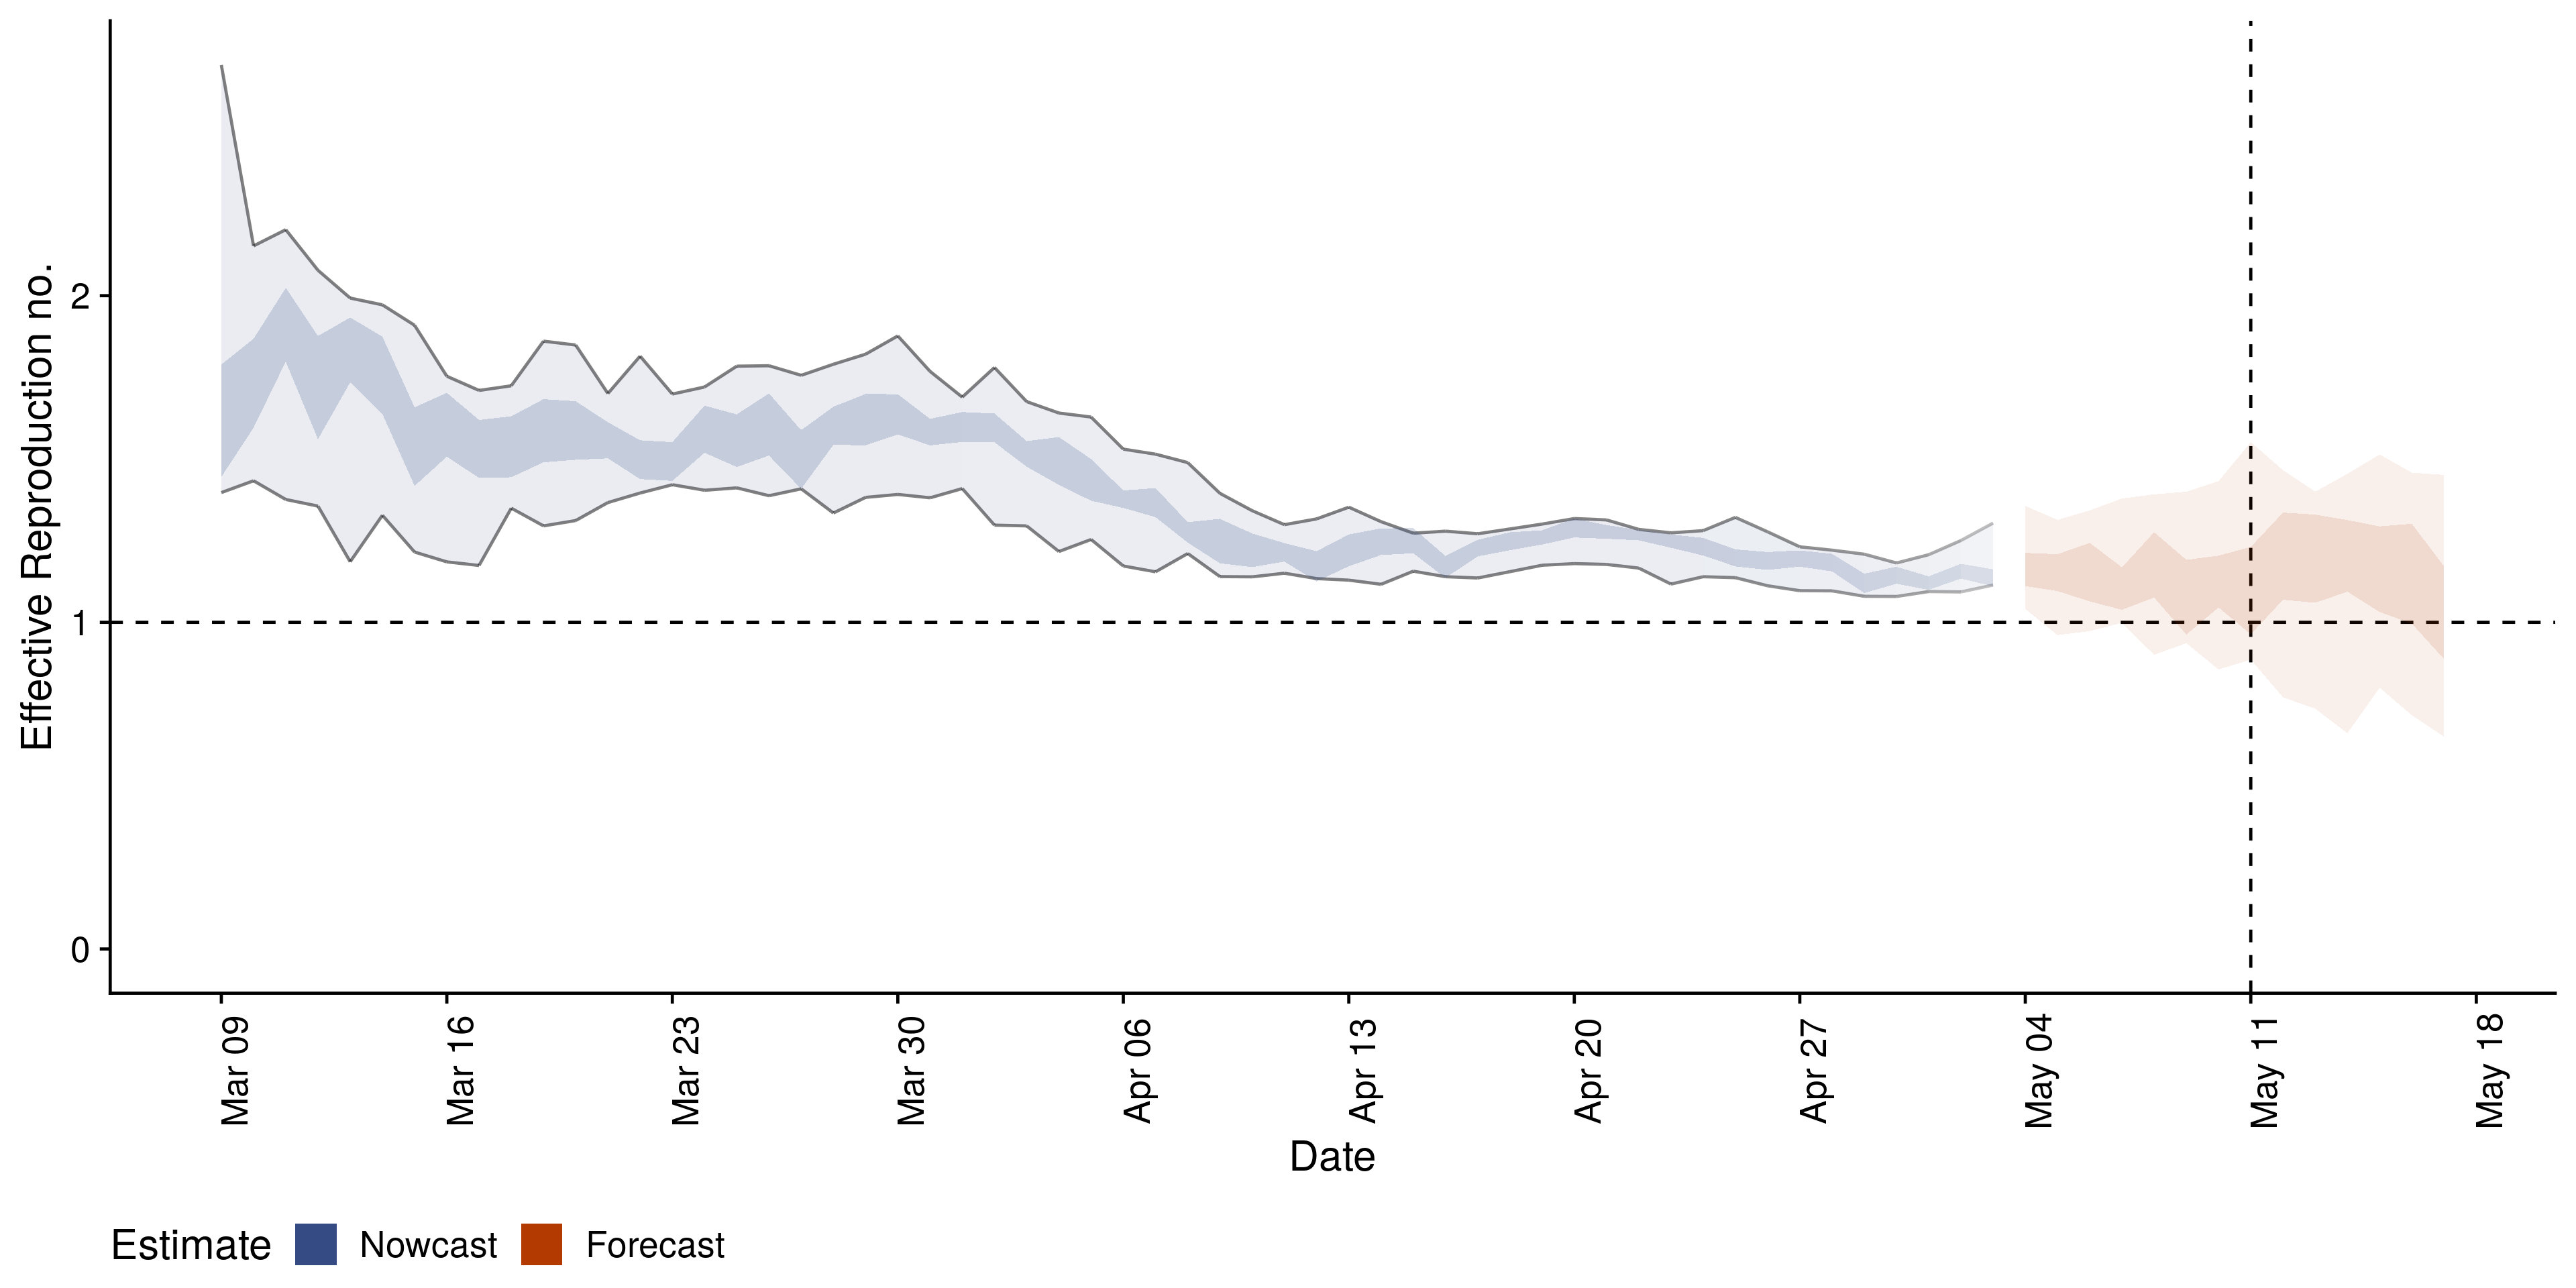 Effective Reproduction no.
2
1
0
Mar 09
Mar 16
Mar 23
Mar 30
Apr 06
Apr 13
Apr 20
Apr 27
May 04
May 11
May 18
Date
Estimate Nowcast Forecast